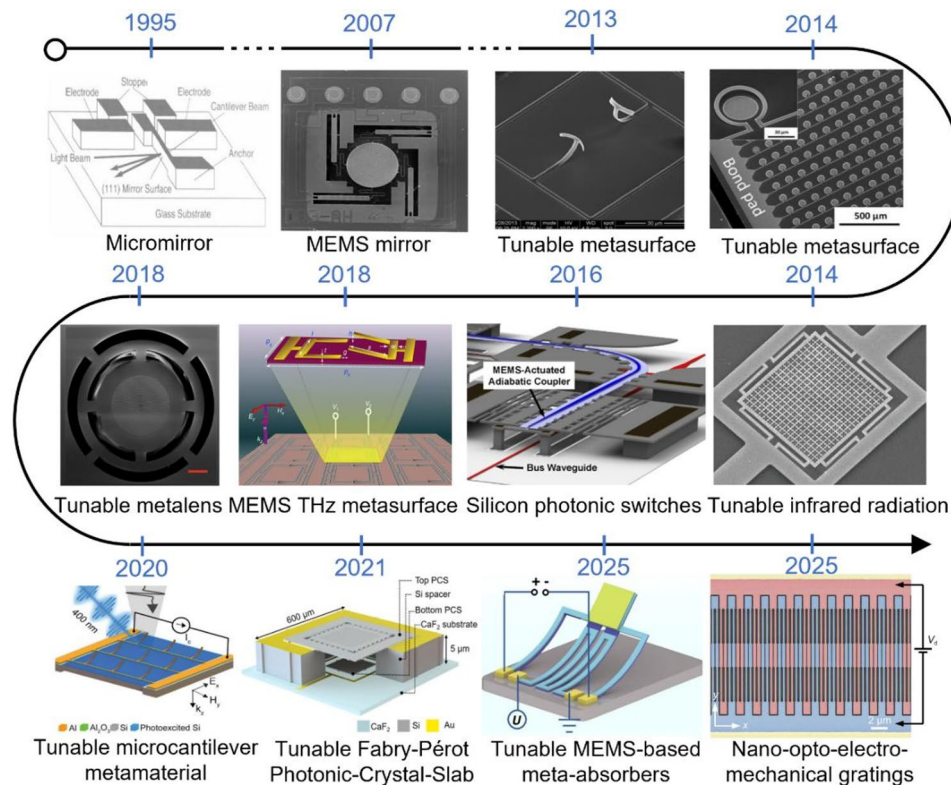 1995
2007
2013
2014
Electrode
Stopper
Electrode
Cantilever Beam
Anchor
Light Beam
(111) Mirror Surface
Glass Substrate
Bond pad
500 µm
Micromirror
MEMS mirror
Tunable metasurface
Tunable metasurface
2018
2018
2016
2014
MEMS-Actuated
Adiabatic Coupler
Bus Waveguide
Tunable metalens
MEMS THz metasurface
Silicon photonic switches
Tunable infrared radiation
2020
2021
2025
2025
400 nm
Al
Al₂O₃
Si
Photoexcited Si
600 µm
Top PCS
Si spacer
Bottom PCS
CaF₂ substrate
5 µm
CaF₂
Si
Au
+ -
U
y
x
2 µm
Tunable microcantilever
metamaterial
Tunable Fabry-Pérot
Photonic-Crystal-Slab
Tunable MEMS-based
meta-absorbers
Nano-opto-electro-
mechanical gratings